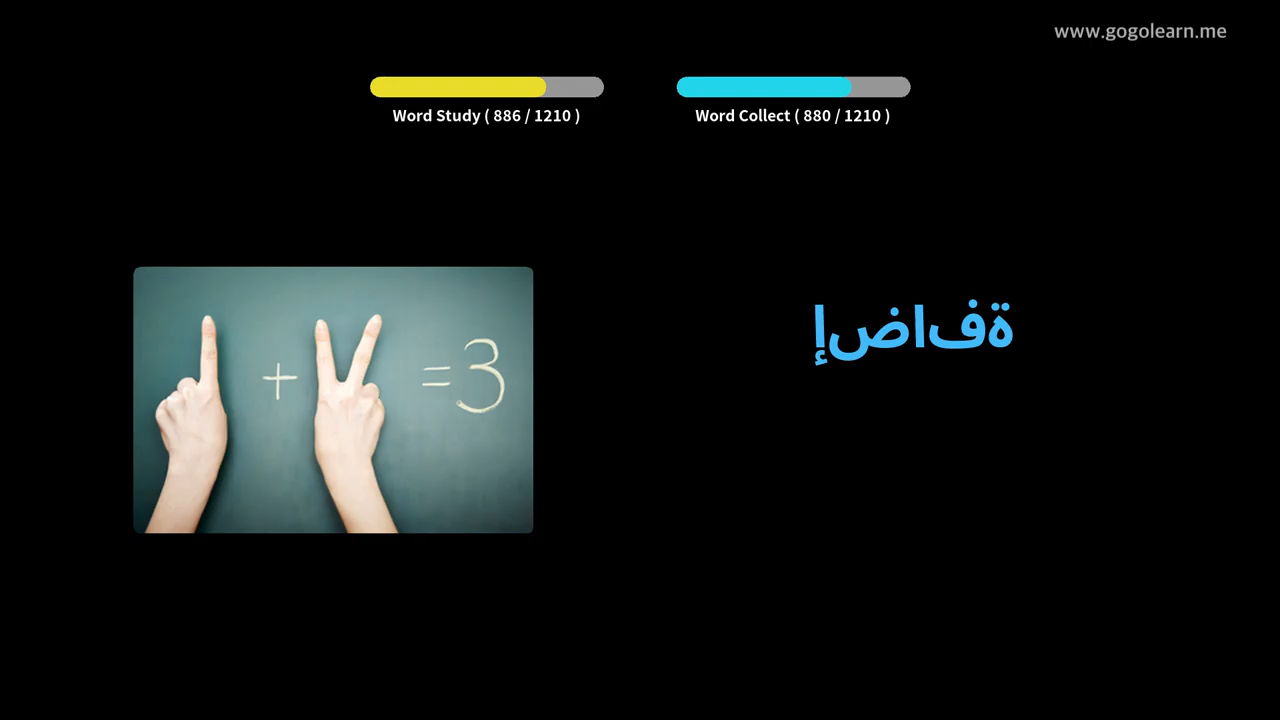 www.gogolearn.me
Word Study ( 886 / 1210 )
Word Collect ( 880 / 1210 )
ةفاضإ
+ =3